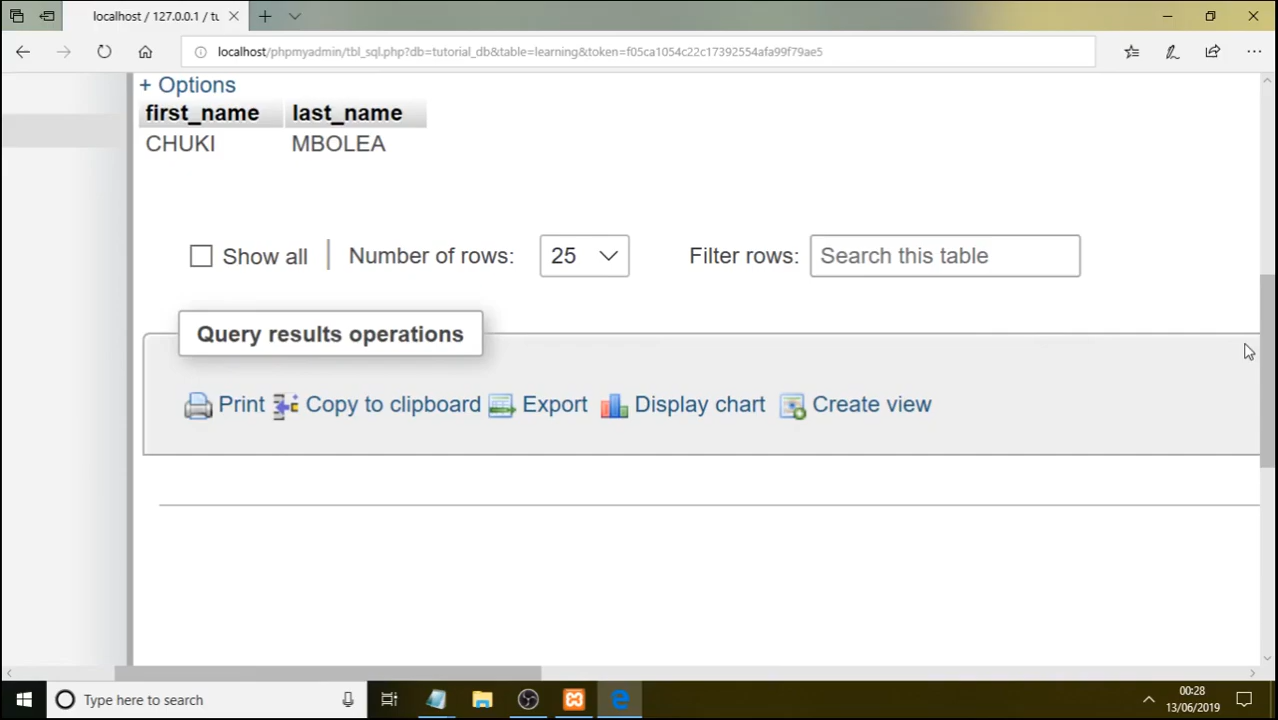 localhost / 127.0.0.1 / tu
localhost/phpmyadmin/tbl_sql.php?db=tutorial_db&table=learning&token=f05ca1054c22c17392554afa99f79ae5
+ Options
first_name last_name
CHUKI MBOLEA
Show all Number of rows: 25 Filter rows: Search this table
Query results operations
Print Copy to clipboard Export Display chart Create view
Type here to search
00:28
13/06/2019